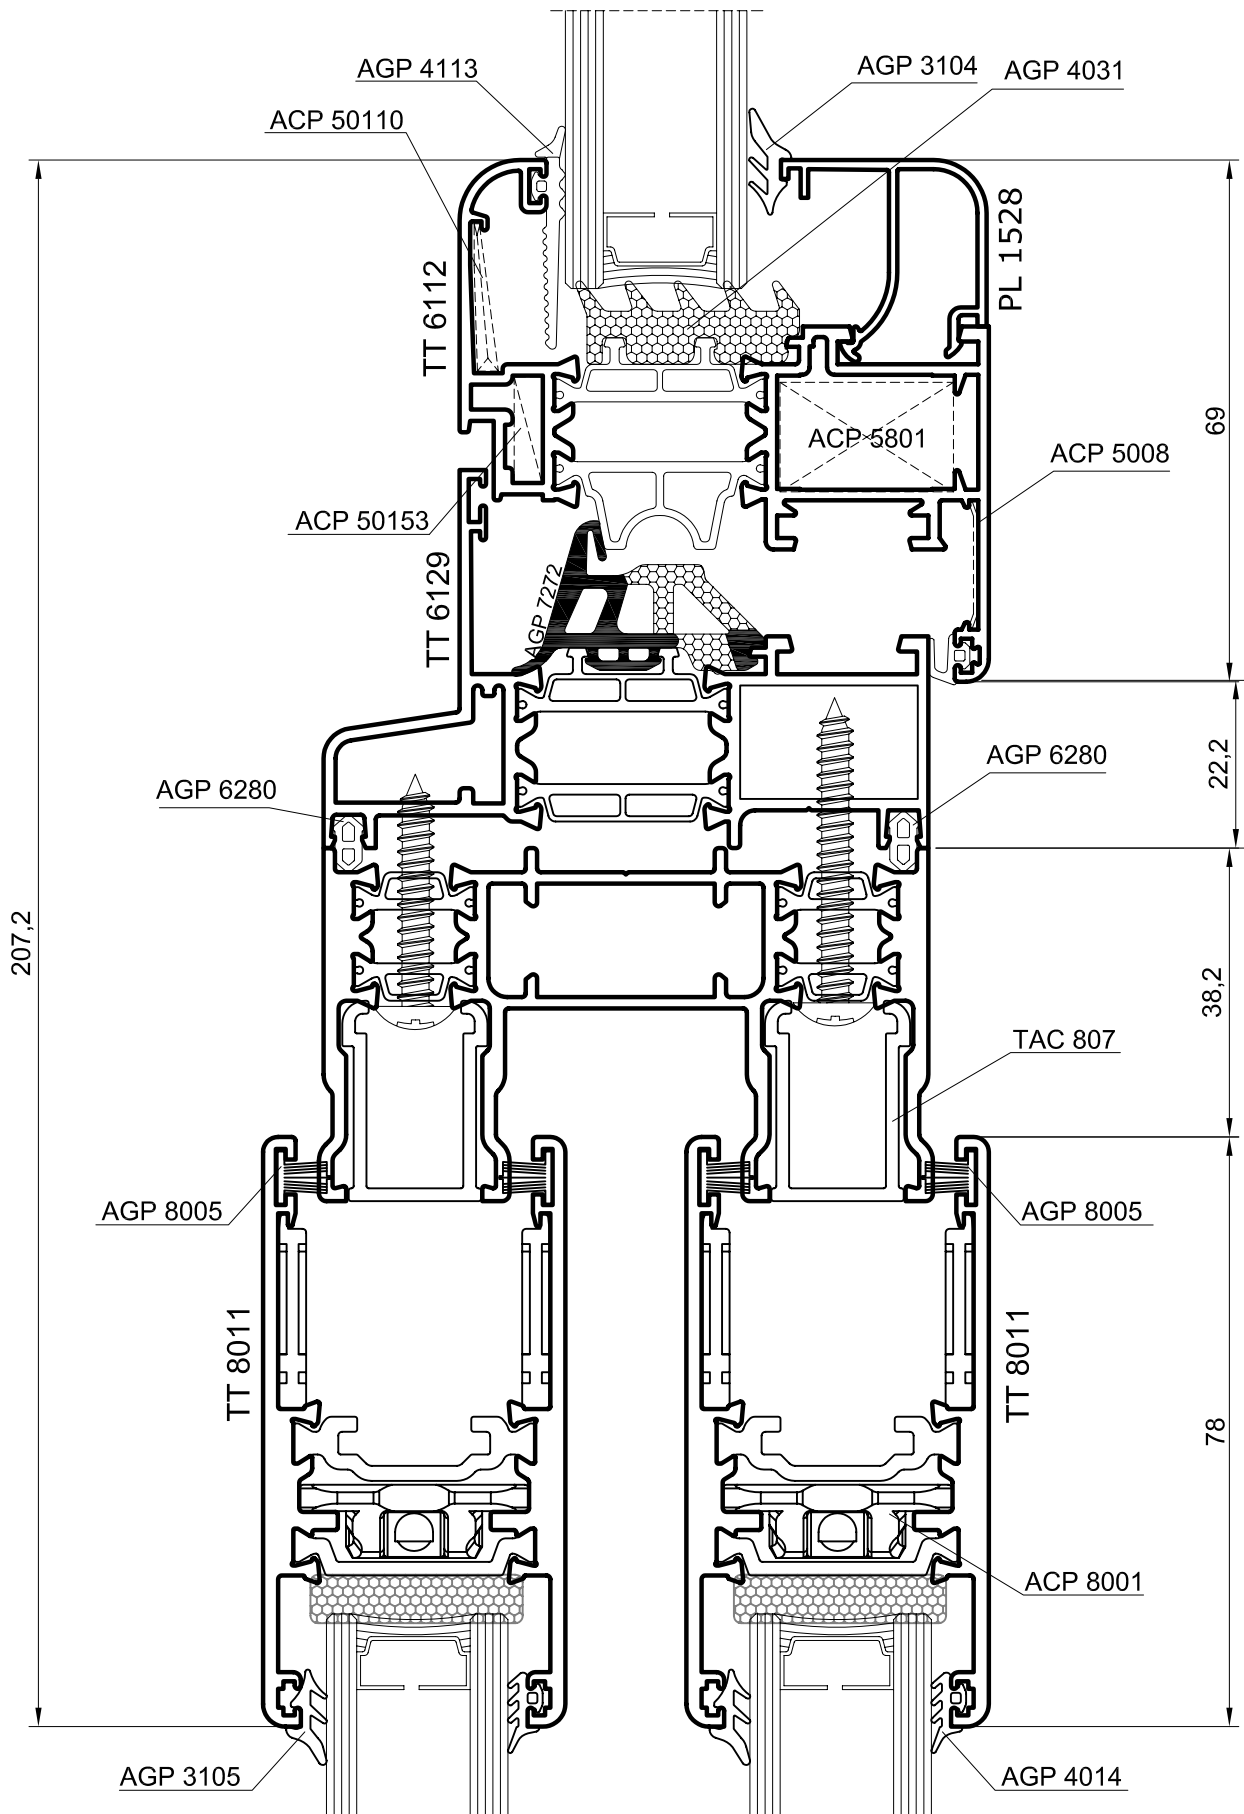 AGP 4113
AGP 3104
AGP 4031
ACP 50110
PL 1528
TT 6112
69
ACP 5801
ACP 5008
ACP 50153
TT 6129
AGP 7272
22,2
AGP 6280
AGP 6280
207,2
38,2
TAC 807
AGP 8005
AGP 8005
TT 8011
TT 8011
78
ACP 8001
AGP 3105
AGP 4014